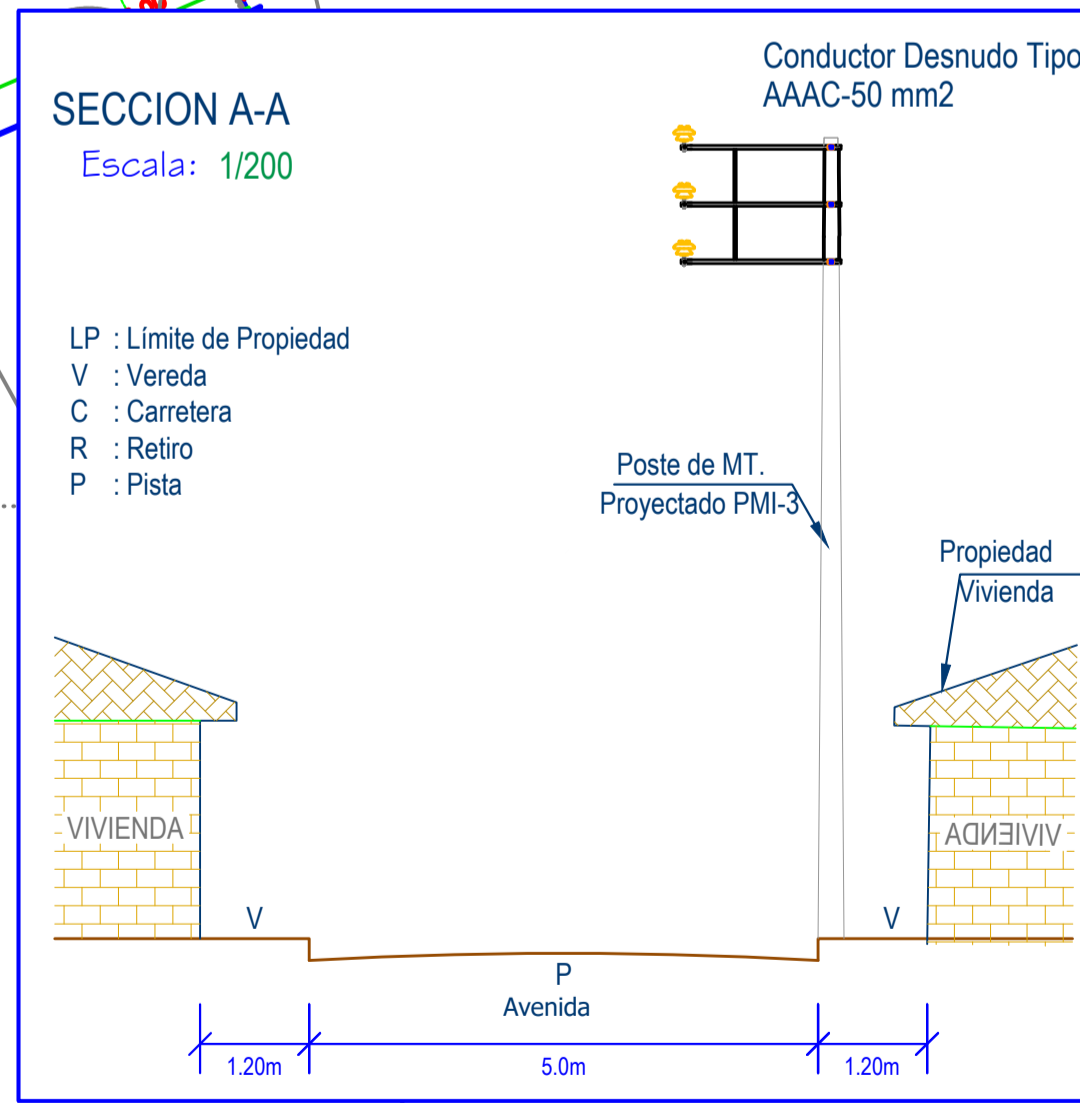 SECCION A-A
Escala: 1/200
Conductor Desnudo Tipo
AAAC-50 mm2
LP : Límite de Propiedad
V : Vereda
C : Carretera
R : Retiro
P : Pista
Poste de MT.
Proyectado PMI-3
Propiedad
Vivienda
VIVIENDA
VIVIENDA
V
V
P
Avenida
1.20m
5.0m
1.20m